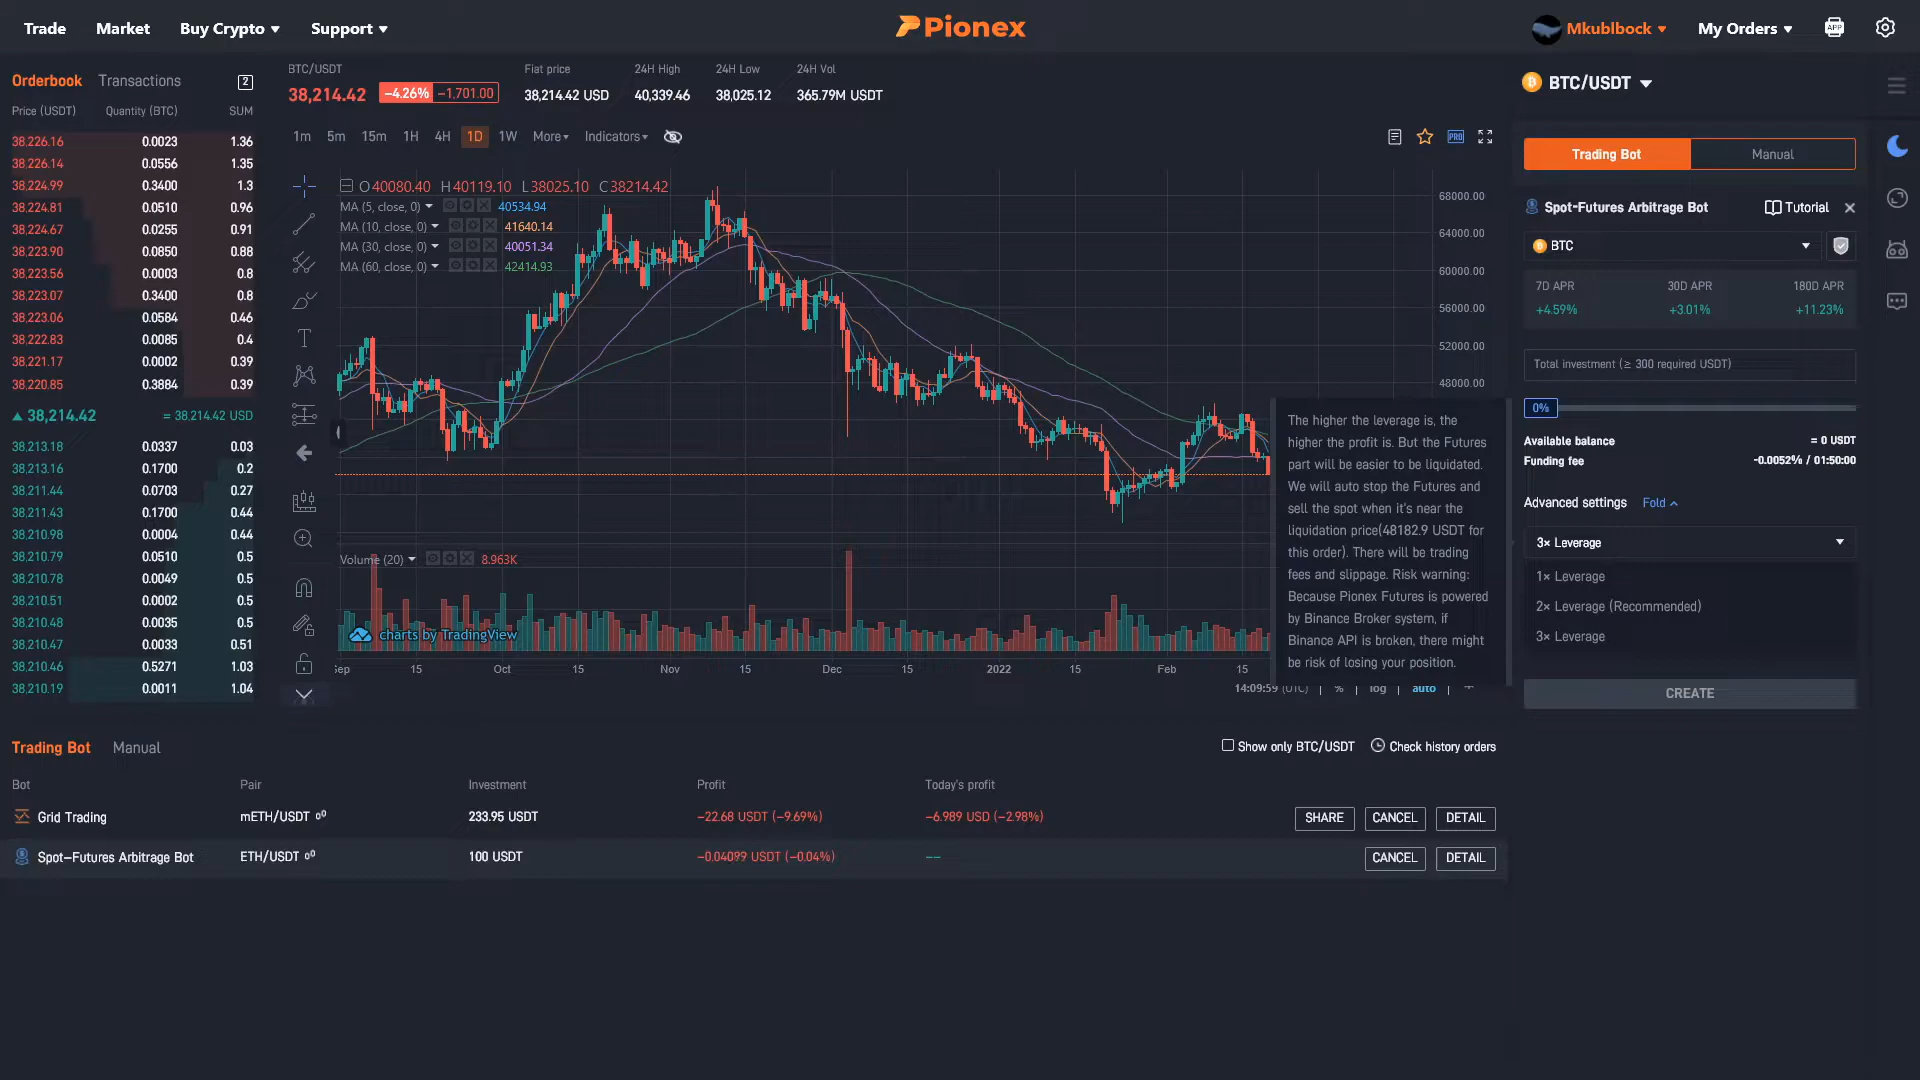 Trade
Market
Buy Crypto
Support
Pionex
Mkublbock
My Orders
APP
Orderbook
Transactions
2
Price (USDT)
Quantity (BTC)
SUM
38,226.16 0.0023 1.36
38,226.14 0.0556 1.35
38,224.99 0.3400 1.3
38,224.81 0.0510 0.96
38,224.67 0.0255 0.91
38,223.90 0.0850 0.88
38,223.56 0.0003 0.8
38,223.07 0.3400 0.8
38,223.06 0.0584 0.46
38,222.83 0.0085 0.4
38,221.17 0.0002 0.39
38,220.85 0.3884 0.39
38,214.42 = 38,214.42 USD
38,213.18 0.0337 0.03
38,213.16 0.1700 0.2
38,211.44 0.0703 0.27
38,211.43 0.1700 0.44
38,210.98 0.0004 0.44
38,210.79 0.0510 0.5
38,210.78 0.0049 0.5
38,210.51 0.0002 0.5
38,210.48 0.0035 0.5
38,210.47 0.0033 0.51
38,210.46 0.5271 1.03
38,210.19 0.0011 1.04
BTC/USDT
38,214.42 -4.26% -1,701.00
Fiat price
38,214.42 USD
24H High
40,339.46
24H Low
38,025.12
24H Vol
365.79M USDT
1m 5m 15m 1H 4H 1D 1W More Indicators
PRO
O40080.40 H40119.10 L38025.10 C38214.42
MA (5, close, 0) 40534.94
MA (10, close, 0) 41640.14
MA (30, close, 0) 40051.34
MA (60, close, 0) 42414.93
68000.00
64000.00
60000.00
56000.00
52000.00
48000.00
Volume (20) 8.963K
charts by TradingView
Sep 15 Oct 15 Nov 15 Dec 15 2022 15 Feb 15
14:09:59 (UTC) % log auto
The higher the leverage is, the
higher the profit is. But the Futures
part will be easier to be liquidated.
We will auto stop the Futures and
sell the spot when it's near the
liquidation price(48182.9 USDT for
this order). There will be trading
fees and slippage. Risk warning:
Because Pionex Futures is powered
by Binance Broker system, if
Binance API is broken, there might
be risk of losing your position.
BTC/USDT
Trading Bot
Manual
Spot-Futures Arbitrage Bot
Tutorial
BTC
7D APR 30D APR 180D APR
+4.59% +3.01% +11.23%
Total investment (≥ 300 required USDT)
0%
Available balance = 0 USDT
Funding fee -0.0052% / 01:50:00
Advanced settings Fold
3× Leverage
1× Leverage
2× Leverage (Recommended)
3× Leverage
CREATE
Trading Bot
Manual
Show only BTC/USDT
Check history orders
Bot Pair Investment Profit Today's profit
Grid Trading mETH/USDT 233.95 USDT -22.68 USDT (-9.69%) -6.989 USD (-2.98%) SHARE CANCEL DETAIL
Spot-Futures Arbitrage Bot ETH/USDT 100 USDT -0.04099 USDT (-0.04%) -- CANCEL DETAIL